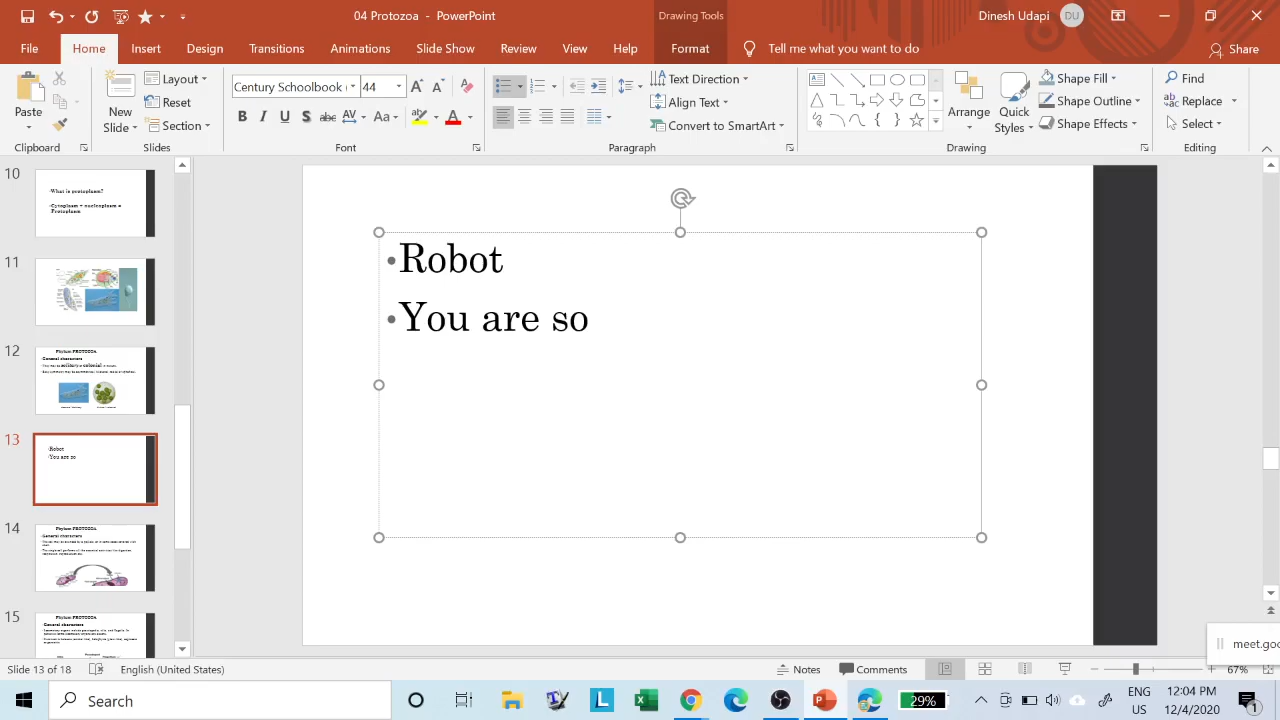 04 Protozoa - PowerPoint
Drawing Tools
Dinesh Udapi
DU
File
Home
Insert
Design
Transitions
Animations
Slide Show
Review
View
Help
Format
Tell me what you want to do
Share
Paste
Clipboard
New
Slide
Layout
Reset
Section
Slides
Century Schoolbook
44
B I U S abc AV Aa A
Font
Text Direction
Align Text
Convert to SmartArt
Paragraph
Arrange
Quick
Styles
Shape Fill
Shape Outline
Shape Effects
Drawing
Find
Replace
Select
Editing
10
What is protoplasm?
Cytoplasm + nucleoplasm =
Protoplasm
11
12
Phylum PROTOZOA
General characters
13
Robot
You are so
14
Phylum PROTOZOA
General characters
15
Phylum PROTOZOA
General characters
•Robot
•You are so
meet.goo
Slide 13 of 18
English (United States)
Notes
Comments
67%
Search
29%
ENG
US
12:04 PM
12/4/2020
1